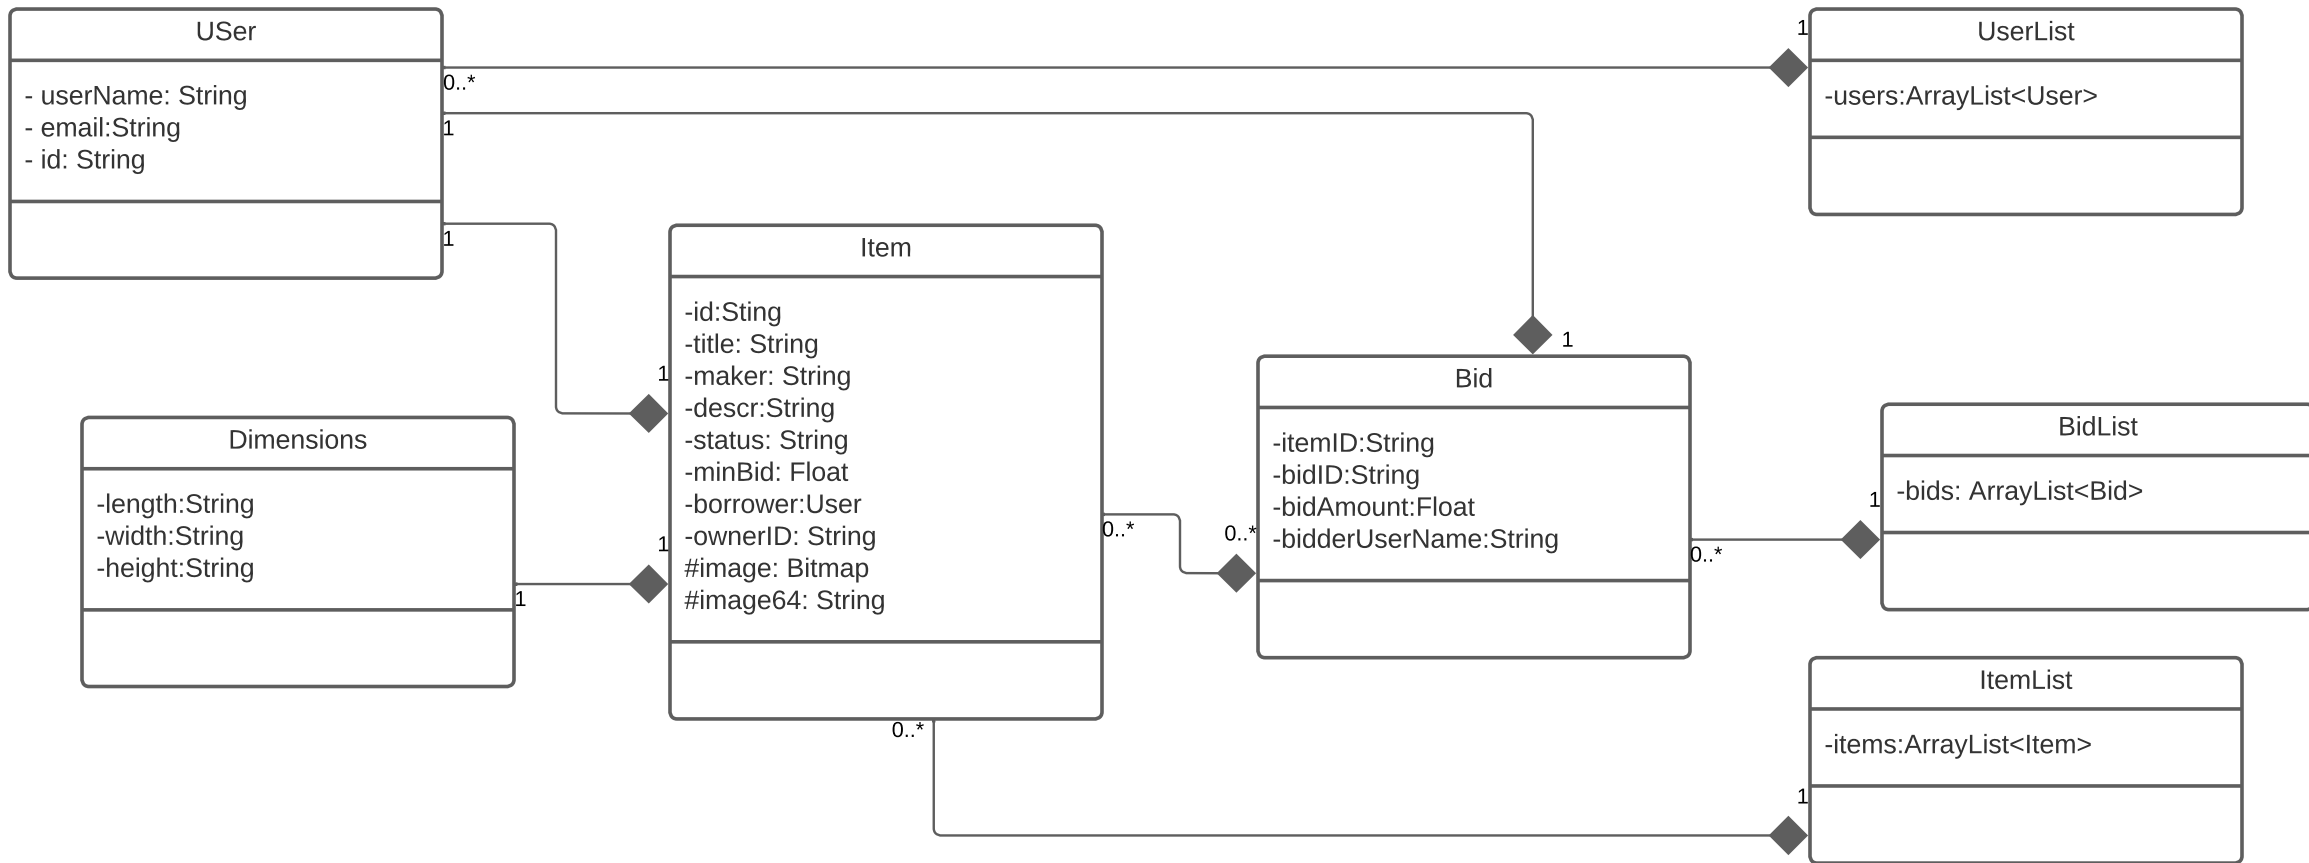 USer
- userName: String
- email:String
- id: String
0..*
1
1
1
UserList
-users:ArrayList<User>
Item
-id:Sting
-title: String
-maker: String
-descr:String
-status: String
-minBid: Float
-borrower:User
-ownerID: String
#image: Bitmap
#image64: String
1
1
0..*
0..*
Dimensions
-length:String
-width:String
-height:String
1
Bid
-itemID:String
-bidID:String
-bidAmount:Float
-bidderUserName:String
1
0..*
0..*
BidList
-bids: ArrayList<Bid>
1
ItemList
-items:ArrayList<Item>
1